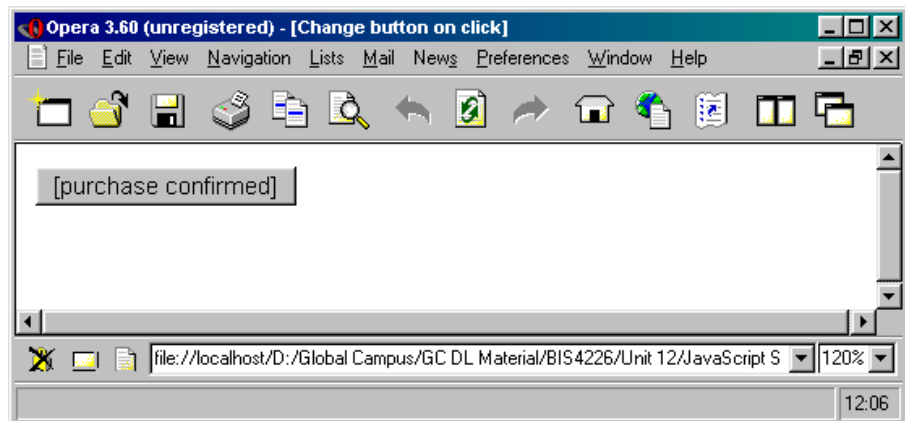 Opera 3.60 (unregistered) - [Change button on click]
File Edit View Navigation Lists Mail News Preferences Window Help
[purchase confirmed]
file://localhost/D:/Global Campus/GC DL Material/BIS4226/Unit 12/JavaScript S 120%
12:06